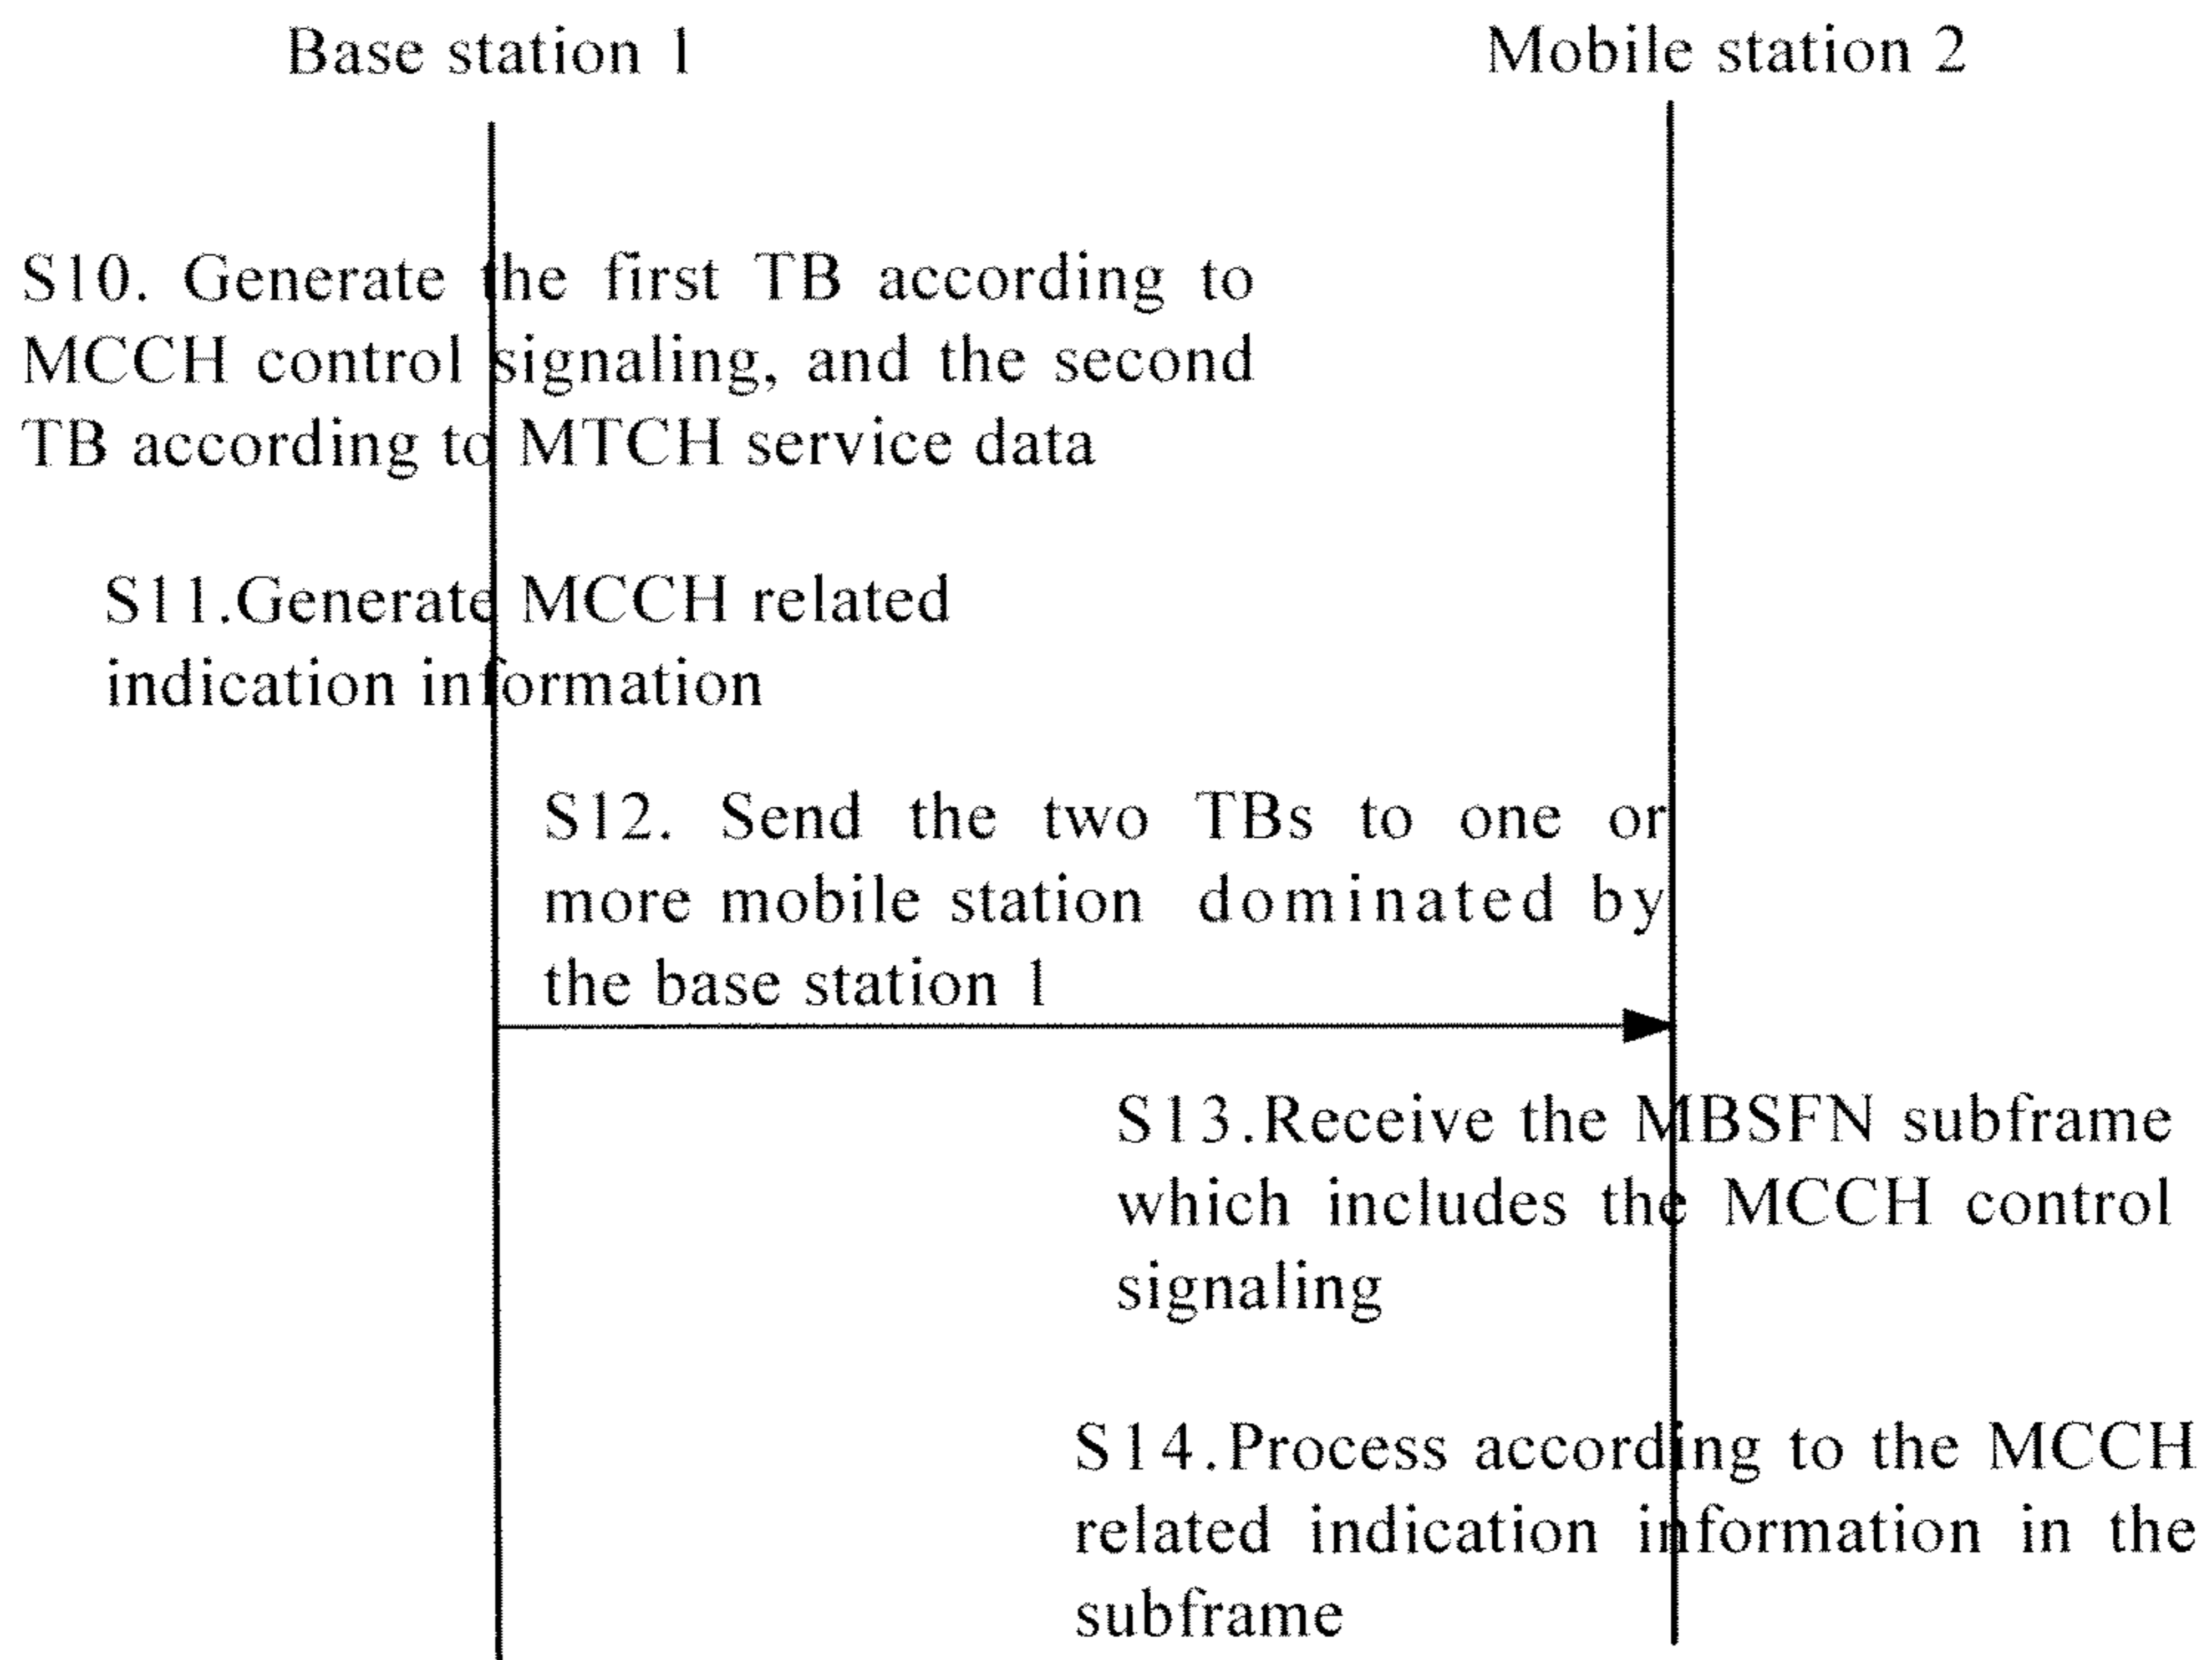 Base station 1
Mobile station 2
S10. Generate the first TB according to
MCCH control signaling, and the second
TB according to MTCH service data
S11.Generate MCCH related
indication information
S12. Send the two TBs to one or
more mobile station dominated by
the base station 1
S13.Receive the MBSFN subframe
which includes the MCCH control
signaling
S14.Process according to the MCCH
related indication information in the
subframe